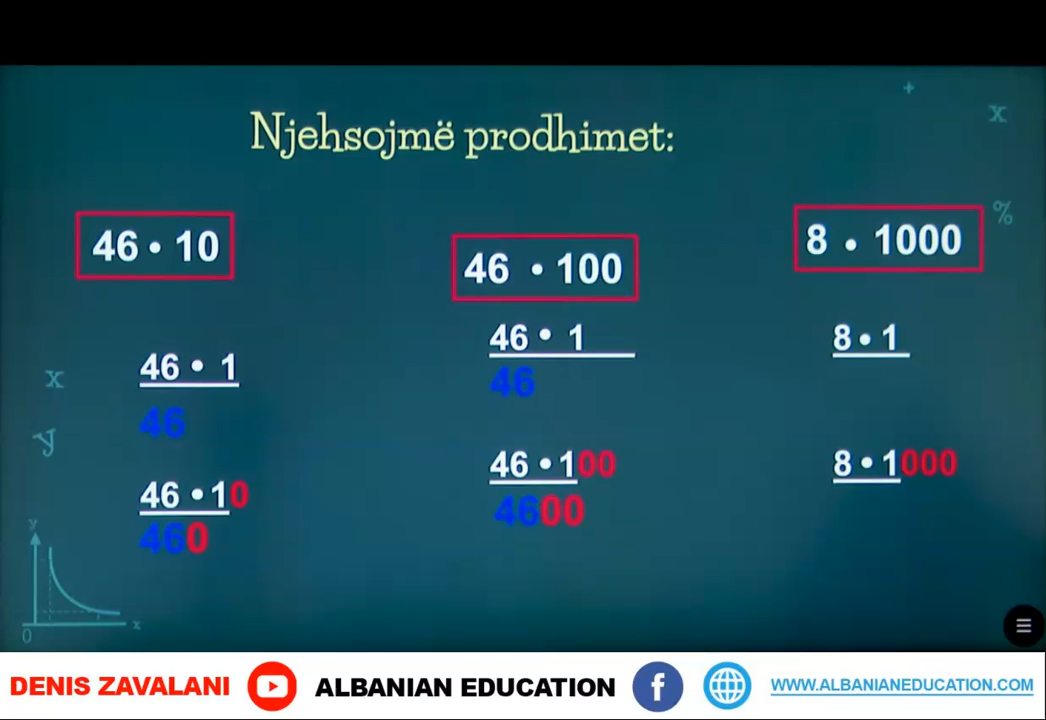 Njehsojmë prodhimet:
46 • 10
46 • 1
46
46 • 10
460
46 • 100
46 • 1
46
46 • 100
4600
8 • 1000
8 • 1
8 • 1000
+
x
%
x
y
y
0
x
DENIS ZAVALANI
ALBANIAN EDUCATION
f
WWW.ALBANIANEDUCATION.COM